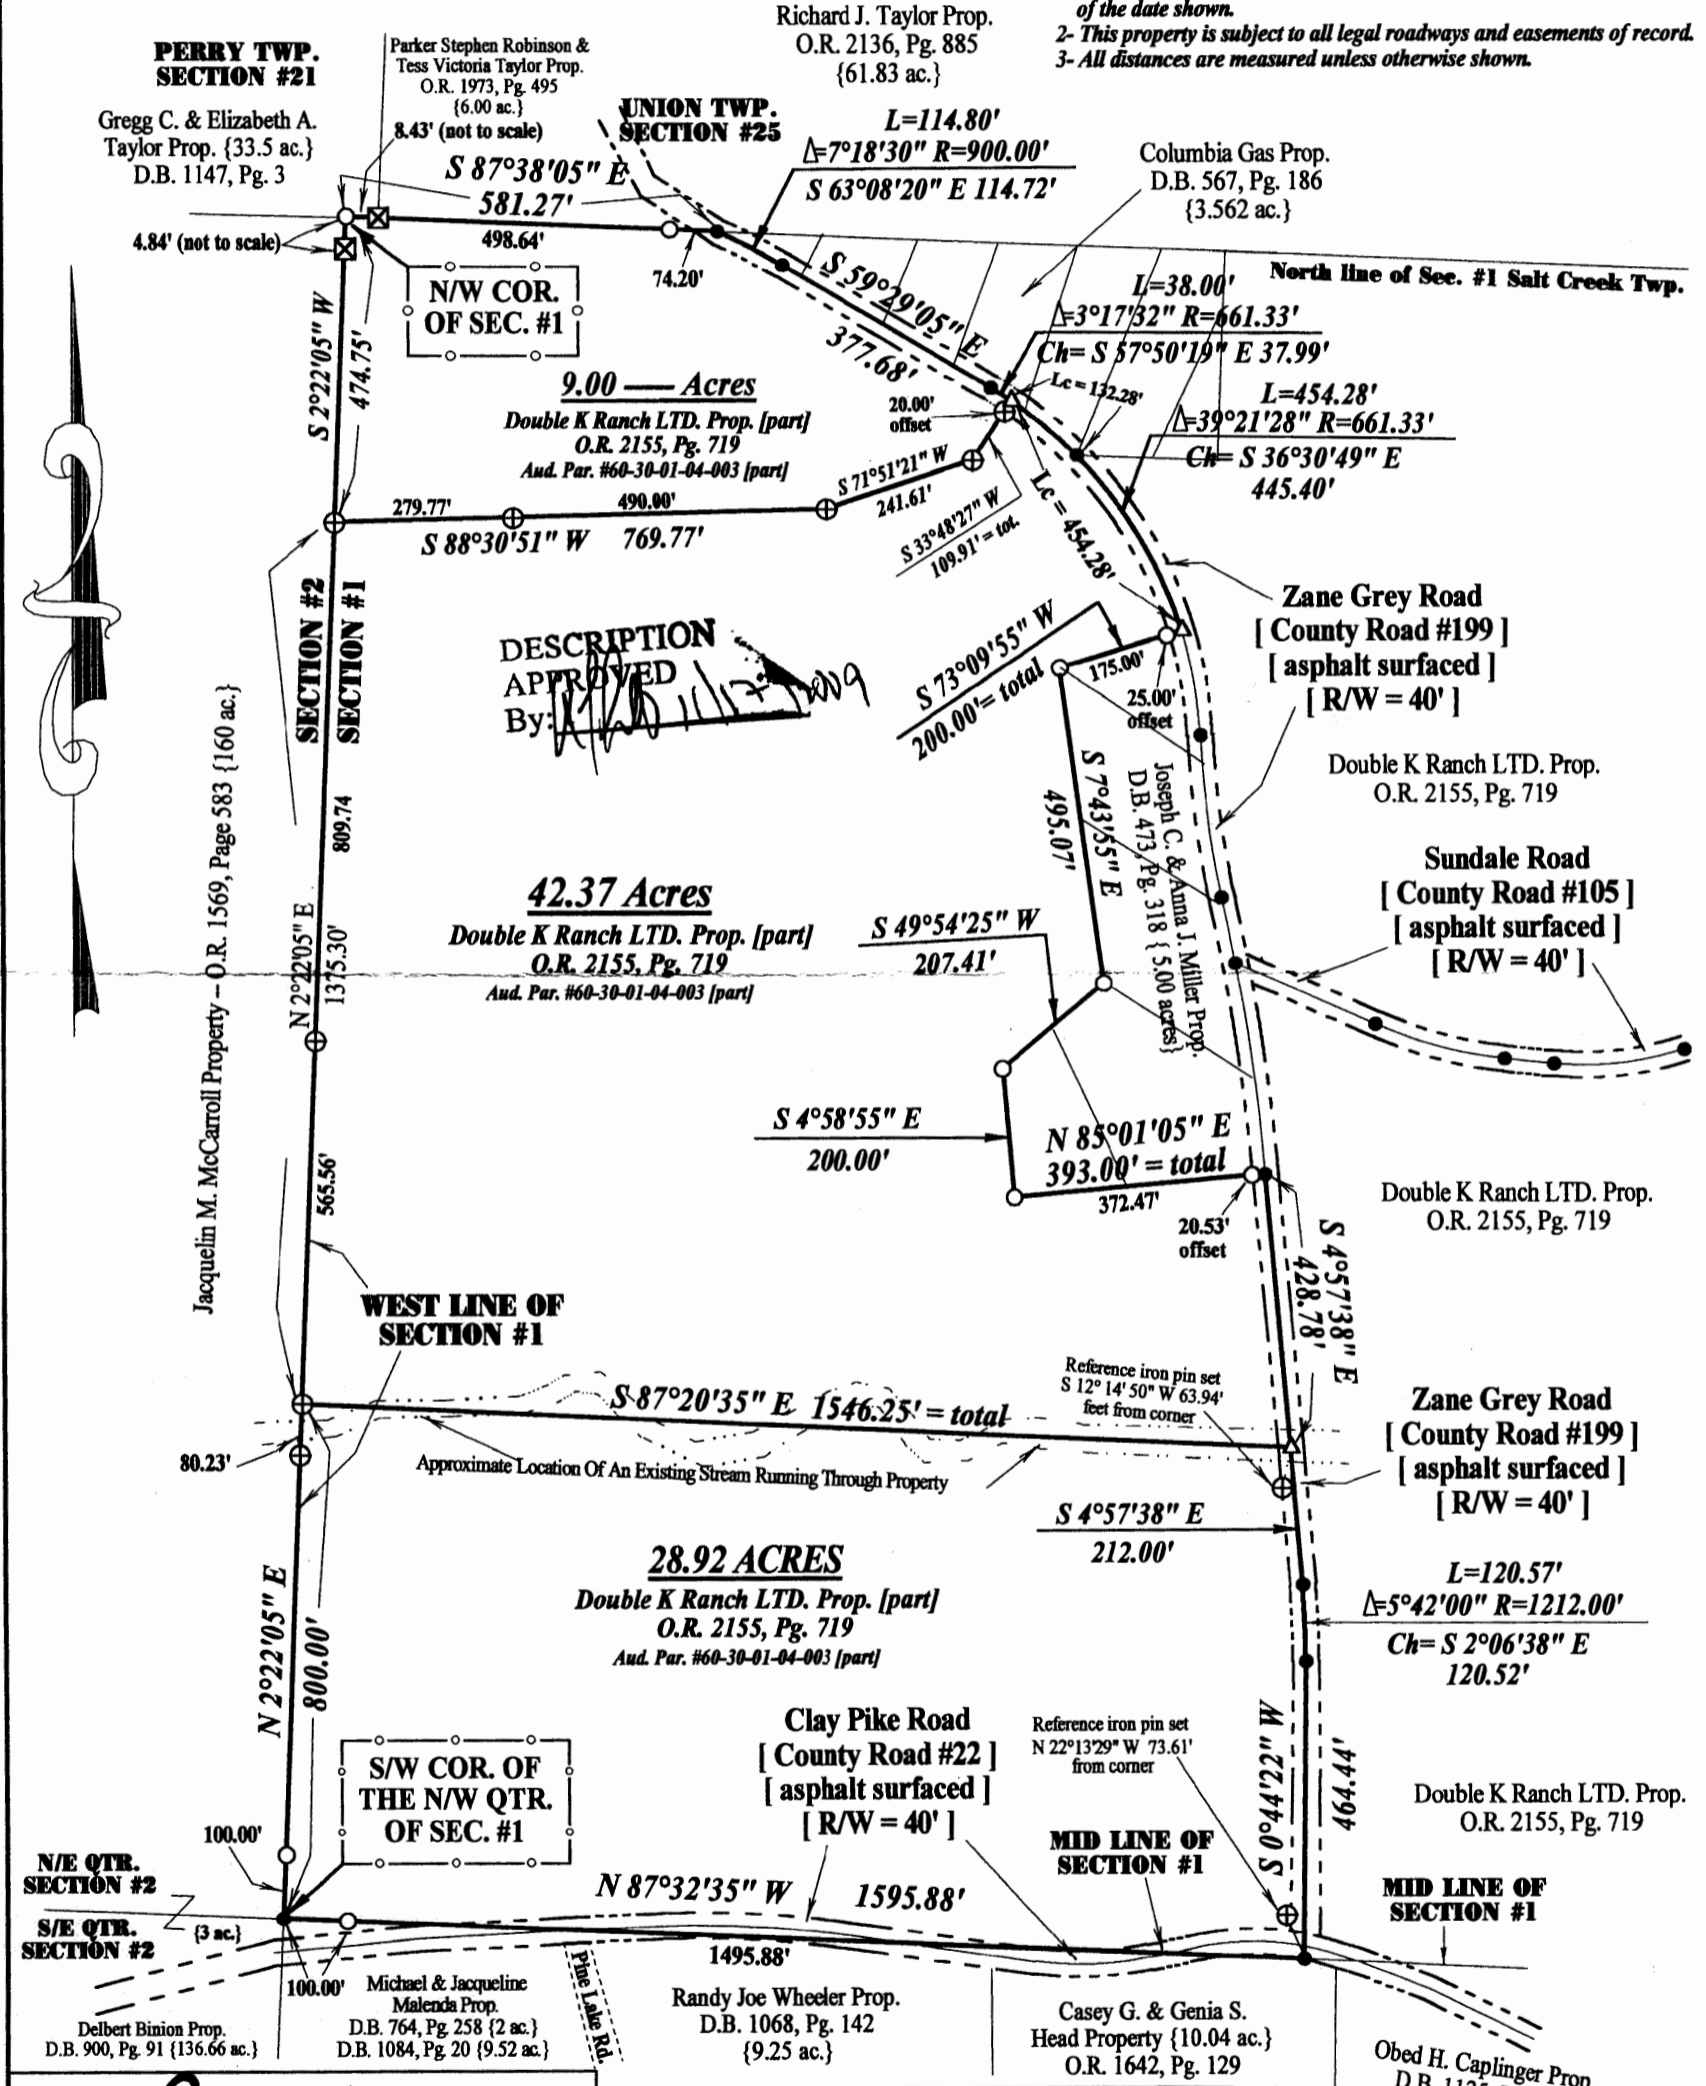 of the date shown.
2- This property is subject to all legal roadways and easements of record.
3- All distances are measured unless otherwise shown.
Richard J. Taylor Prop.
O.R. 2136, Pg. 885
{61.83 ac.}
PERRY TWP.
SECTION #21
Parker Stephen Robinson &
Tess Victoria Taylor Prop.
O.R. 1973, Pg. 495
{6.00 ac.}
8.43' (not to scale)
Gregg C. & Elizabeth A.
Taylor Prop. {33.5 ac.}
D.B. 1147, Pg. 3
UNION TWP.
SECTION #25
L=114.80'
Δ=7°18'30" R=900.00'
S 63°08'20" E 114.72'
Columbia Gas Prop.
D.B. 567, Pg. 186
{3.562 ac.}
S 87°38'05" E
581.27'
498.64'
74.20'
4.84' (not to scale)
N/W COR.
OF SEC. #1
S 59°29'05" E
377.68'
North line of Sec. #1 Salt Creek Twp.
L=38.00'
Δ=3°17'32" R=661.33'
Ch= S 57°50'19" E 37.99'
Lc = 132.28'
L=454.28'
Δ=39°21'28" R=661.33'
Ch= S 36°30'49" E
445.40'
S 2°22'05" W
474.75'
9.00 — Acres
Double K Ranch LTD. Prop. [part]
O.R. 2155, Pg. 719
Aud. Par. #60-30-01-04-003 [part]
20.00'
offset
S 71°51'21" W
241.61'
S 33°48'27" W
109.91' = tot.
Lc = 454.28'
279.77'
490.00'
S 88°30'51" W 769.77'
SECTION #2
SECTION #1
DESCRIPTION
APPROVED
By:
Zane Grey Road
[ County Road #199 ]
[ asphalt surfaced ]
[ R/W = 40' ]
S 73°09'55" W
200.00' = total
175.00'
25.00'
offset
Double K Ranch LTD. Prop.
O.R. 2155, Pg. 719
S 7°43'55" E
495.07'
Joseph C. & Anna J. Miller Prop.
D.B. 473, Pg. 318 { 5.00 acres}
Jacquelin M. McCarroll Property – O.R. 1569, Page 583 {160 ac.}
809.74
N 2°22'05" E
1375.30'
42.37 Acres
Double K Ranch LTD. Prop. [part]
O.R. 2155, Pg. 719
Aud. Par. #60-30-01-04-003 [part]
Sundale Road
[ County Road #105 ]
[ asphalt surfaced ]
[ R/W = 40' ]
S 49°54'25" W
207.41'
S 4°58'55" E
200.00'
N 85°01'05" E
393.00' = total
372.47'
20.53'
offset
565.56'
Double K Ranch LTD. Prop.
O.R. 2155, Pg. 719
S 4°57'38" E
428.78'
WEST LINE OF
SECTION #1
Reference iron pin set
S 12° 14' 50" W 63.94'
feet from corner
S 87°20'35" E 1546.25' = total
80.23'
Approximate Location Of An Existing Stream Running Through Property
Zane Grey Road
[ County Road #199 ]
[ asphalt surfaced ]
[ R/W = 40' ]
S 4°57'38" E
212.00'
28.92 ACRES
Double K Ranch LTD. Prop. [part]
O.R. 2155, Pg. 719
Aud. Par. #60-30-01-04-003 [part]
L=120.57'
Δ=5°42'00" R=1212.00'
Ch= S 2°06'38" E
120.52'
N 2°22'05" E
800.00'
S/W COR. OF
THE N/W QTR.
OF SEC. #1
Clay Pike Road
[ County Road #22 ]
[ asphalt surfaced ]
[ R/W = 40' ]
Reference iron pin set
N 22°13'29" W 73.61'
from corner
S 0°44'22" W
464.44'
Double K Ranch LTD. Prop.
O.R. 2155, Pg. 719
100.00'
N/E QTR.
SECTION #2
S/E QTR.
SECTION #2
{3 ac.}
N 87°32'35" W 1595.88'
MID LINE OF
SECTION #1
MID LINE OF
SECTION #1
1495.88'
100.00'
Michael & Jacqueline
Malenda Prop.
D.B. 764, Pg. 258 {2 ac.}
D.B. 1084, Pg. 20 {9.52 ac.}
Delbert Binion Prop.
D.B. 900, Pg. 91 {136.66 ac.}
Pine Lake Rd.
Randy Joe Wheeler Prop.
D.B. 1068, Pg. 142
{9.25 ac.}
Casey G. & Genia S.
Head Property {10.04 ac.}
O.R. 1642, Pg. 129
Obed H. Caplinger Prop